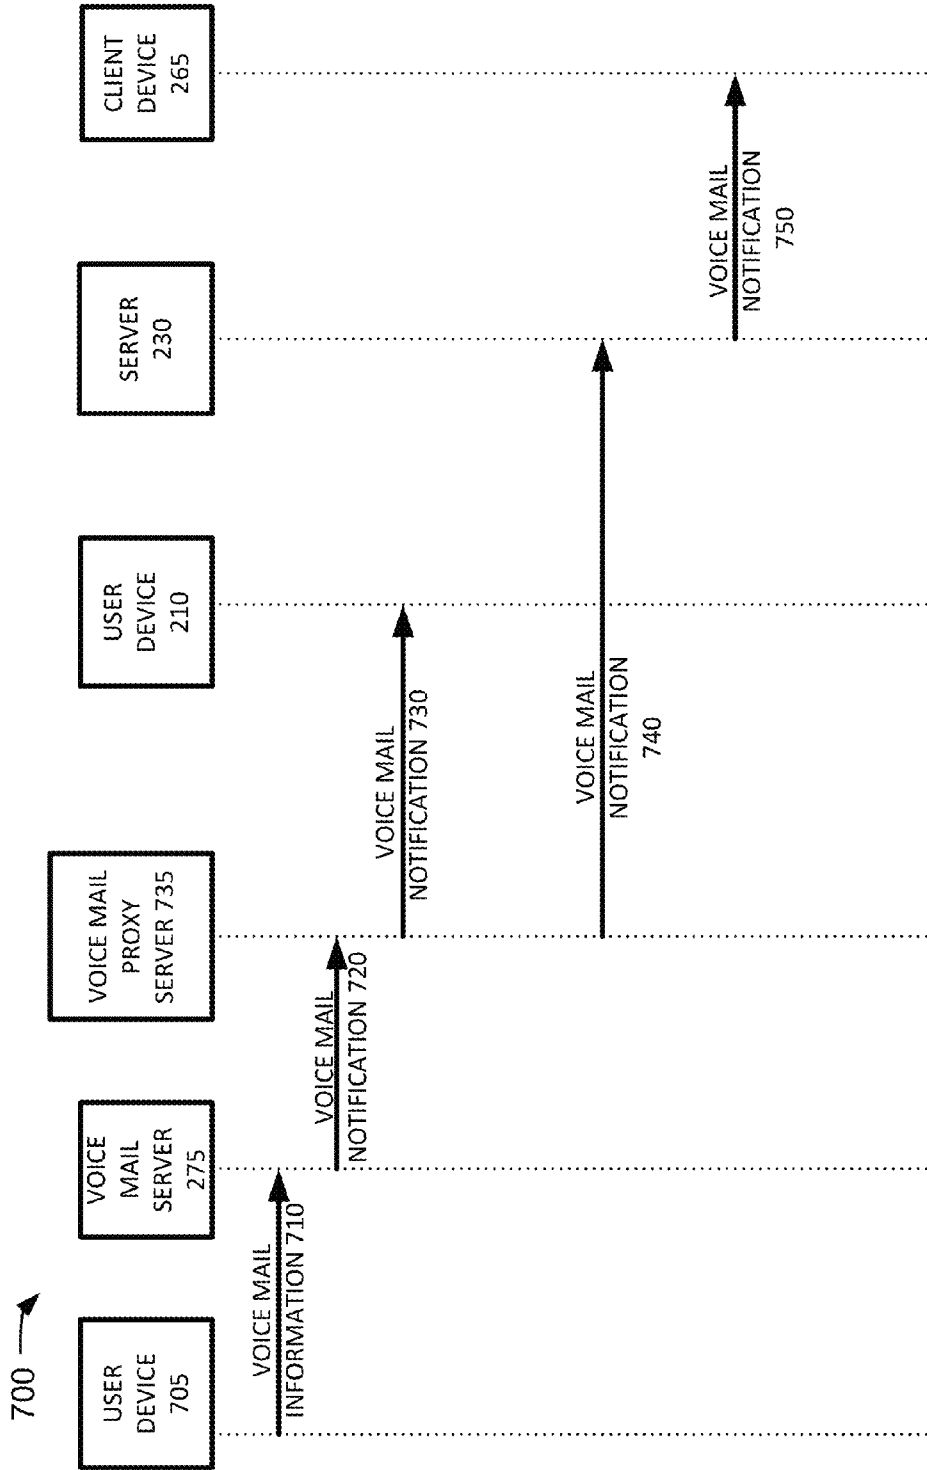 700
USER
DEVICE
705
VOICE
MAIL
SERVER
275
VOICE MAIL
PROXY
SERVER 735
USER
DEVICE
210
SERVER
230
CLIENT
DEVICE
265
VOICE MAIL
INFORMATION 710
VOICE MAIL
NOTIFICATION 720
VOICE MAIL
NOTIFICATION 730
VOICE MAIL
NOTIFICATION
740
VOICE MAIL
NOTIFICATION
750